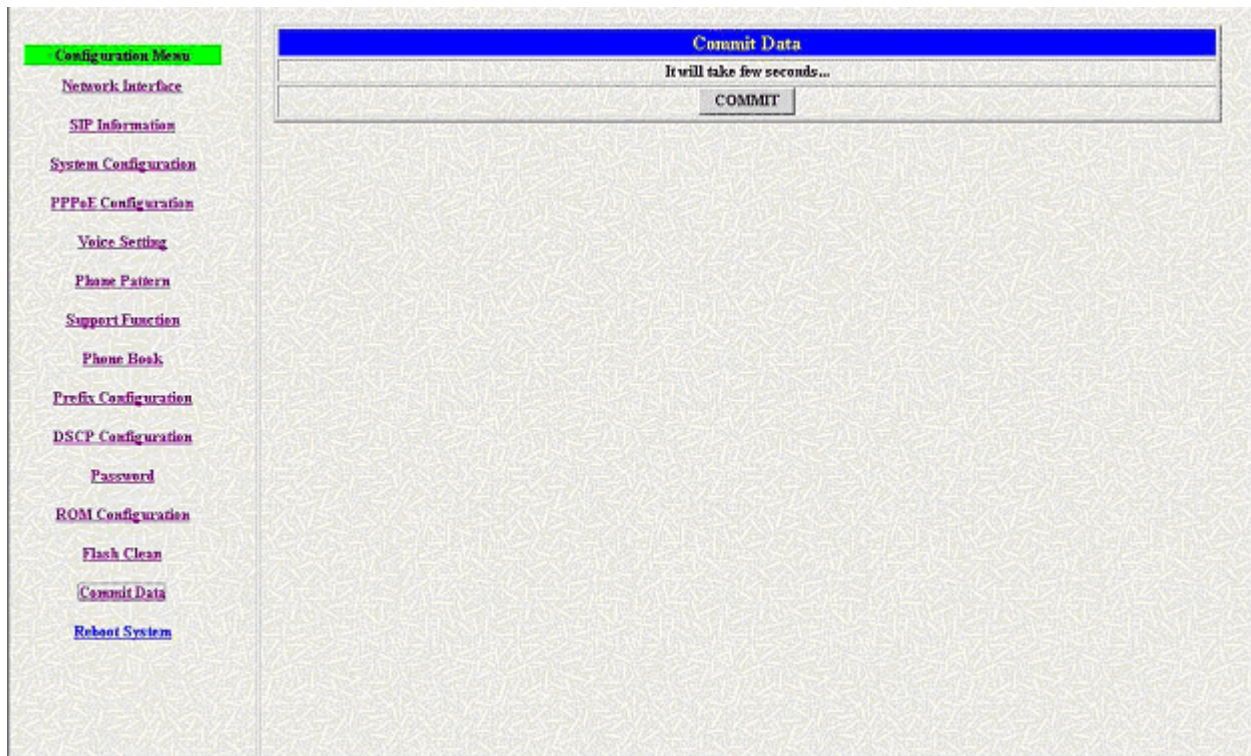 Configuration Menu
Network Interface
SIP Information
System Configuration
PPPoE Configuration
Voice Setting
Phone Pattern
Support Function
Phone Book
Prefix Configuration
DSCP Configuration
Password
ROM Configuration
Flash Clean
Commit Data
Reboot System
Commit Data
It will take few seconds...
COMMIT